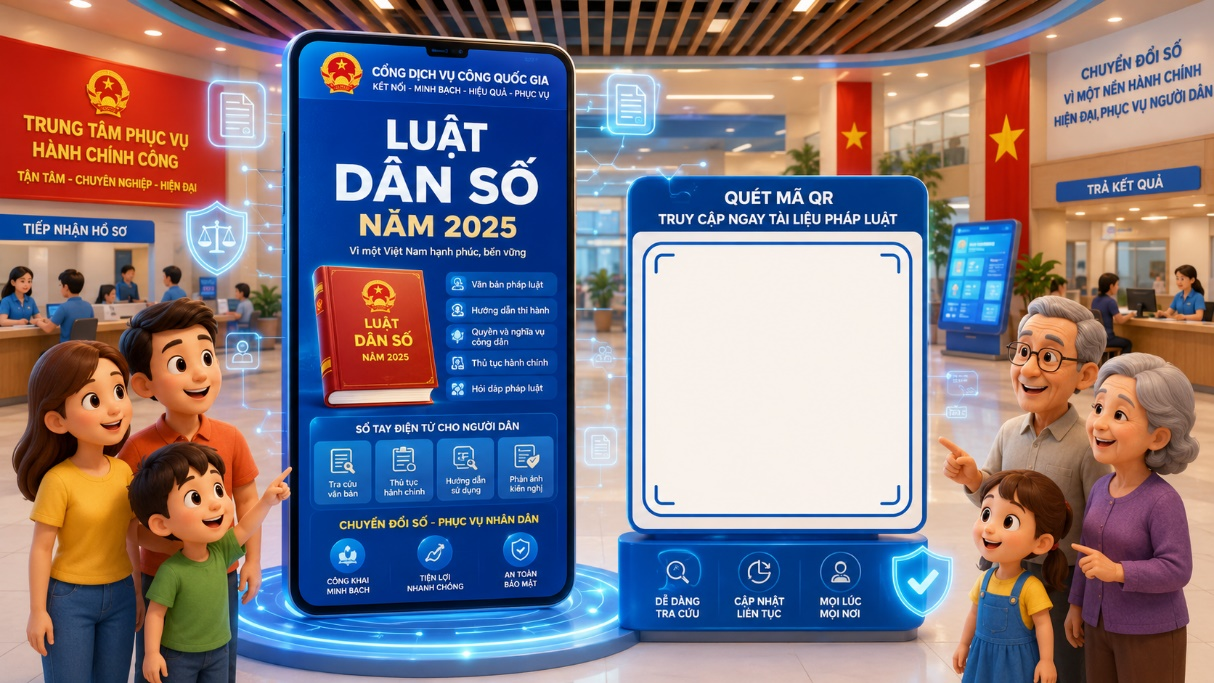 TRUNG TÂM PHỤC VỤ
HÀNH CHÍNH CÔNG
TẬN TÂM - CHUYÊN NGHIỆP - HIỆN ĐẠI
TIẾP NHẬN HỒ SƠ
CỔNG DỊCH VỤ CÔNG QUỐC GIA
KẾT NỐI - MINH BẠCH - HIỆU QUẢ - PHỤC VỤ
LUẬT
DÂN SỐ
NĂM 2025
Vì một Việt Nam hạnh phúc, bền vững
LUẬT
DÂN SỐ
NĂM 2025
Văn bản pháp luật
Hướng dẫn thi hành
Quyền và nghĩa vụ
công dân
Thủ tục hành chính
Hỏi đáp pháp luật
SỔ TAY ĐIỆN TỬ CHO NGƯỜI DÂN
Tra cứu
văn bản
Thủ tục
hành chính
Hướng dẫn
sử dụng
Phản ánh
kiến nghị
CHUYỂN ĐỔI SỐ - PHỤC VỤ NHÂN DÂN
CÔNG KHAI
MINH BẠCH
TIỆN LỢI
NHANH CHÓNG
AN TOÀN
BẢO MẬT
QUÉT MÃ QR
TRUY CẬP NGAY TÀI LIỆU PHÁP LUẬT
DỄ DÀNG
TRA CỨU
CẬP NHẬT
LIÊN TỤC
MỌI LÚC
MỌI NƠI
CHUYỂN ĐỔI SỐ
VÌ MỘT NỀN HÀNH CHÍNH
HIỆN ĐẠI, PHỤC VỤ NGƯỜI DÂN
TRẢ KẾT QUẢ